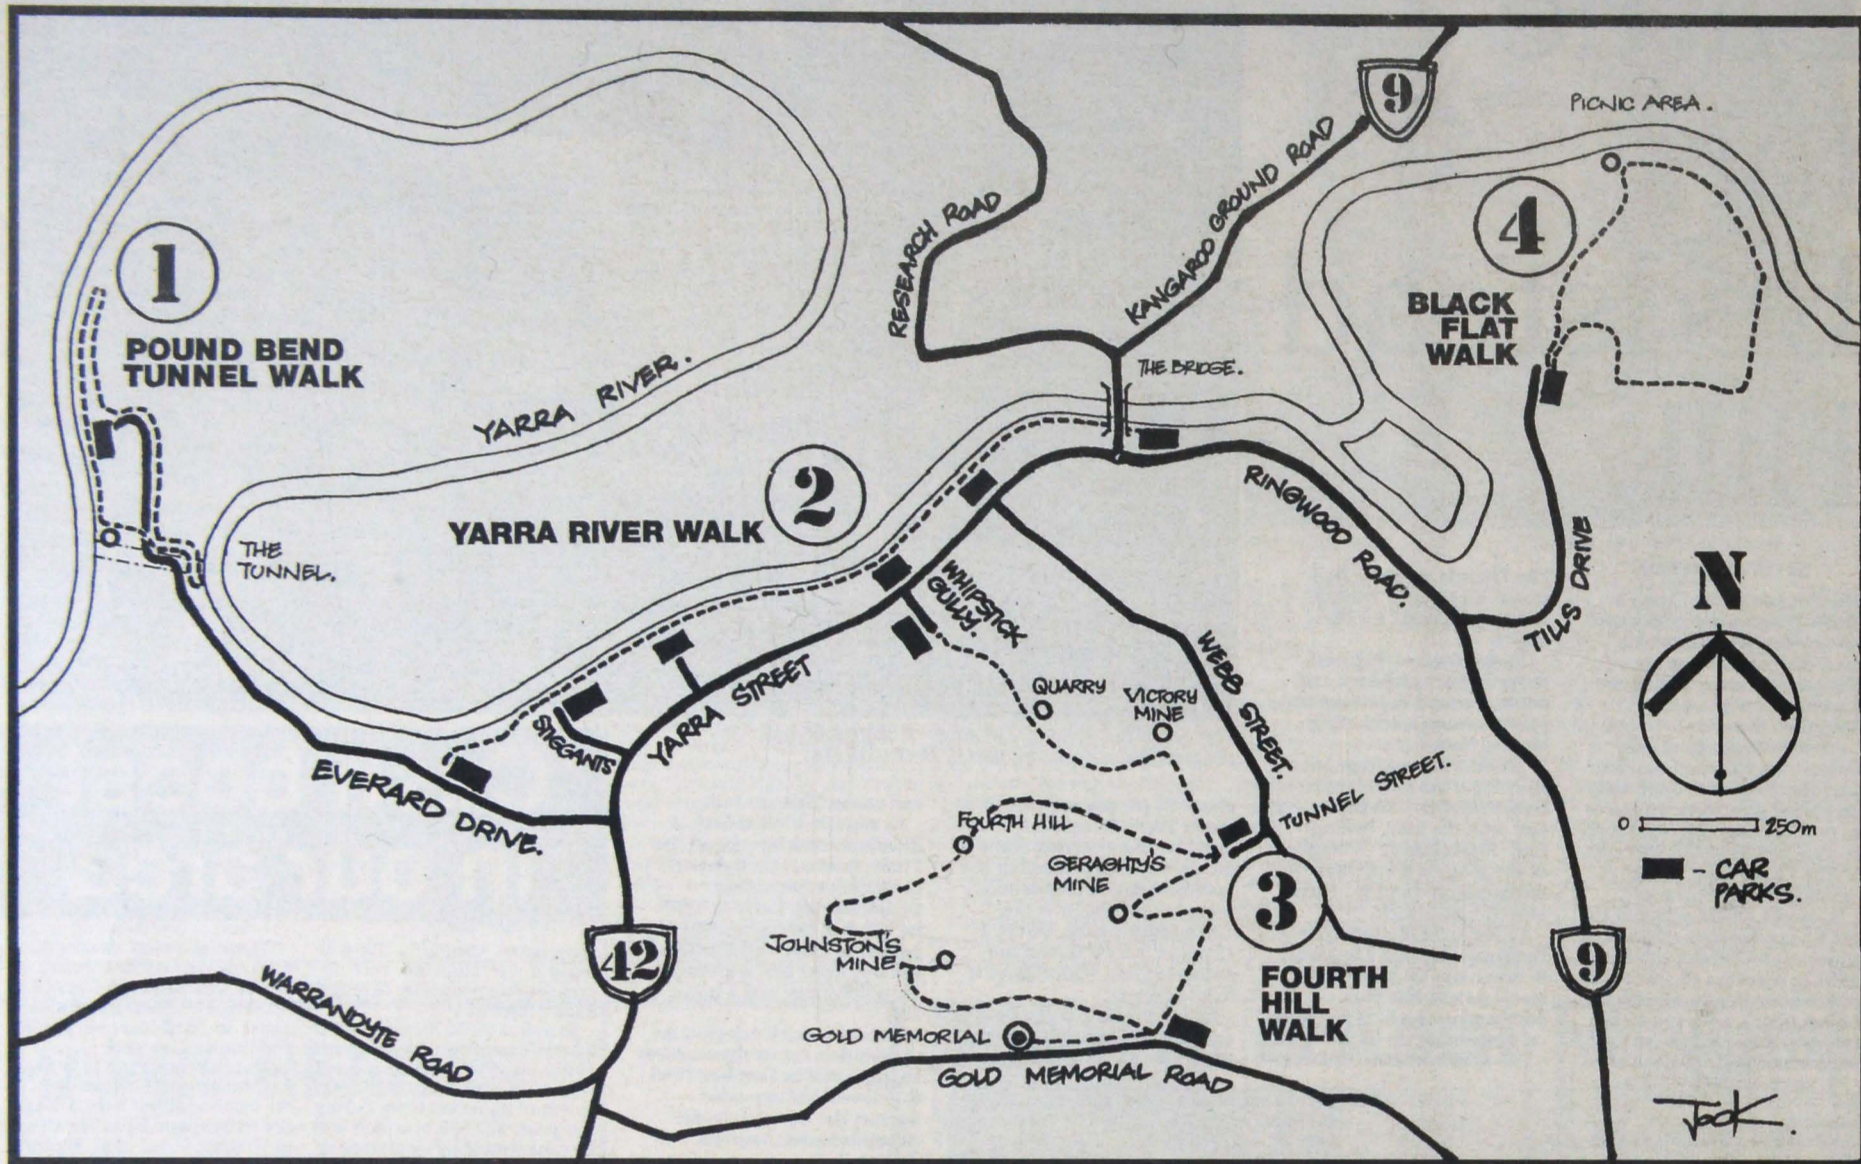 9
PICNIC AREA.
1
POUND BEND
TUNNEL WALK
RESEARCH ROAD
KANGAROO GROUND ROAD
4
BLACK
FLAT
WALK
YARRA RIVER.
THE BRIDGE.
2
YARRA RIVER WALK
THE
TUNNEL.
RINGWOOD ROAD.
TILLS DRIVE
N
WHIPSTICK
GULLY.
WEBB STREET.
QUARRY
VICTORY
MINE
STIGGANTS
YARRA STREET
EVERARD DRIVE.
TUNNEL STREET.
0 250m
- CAR
PARKS.
FOURTH HILL
GERAGHTY'S
MINE
3
FOURTH
HILL
WALK
JOHNSTON'S
MINE
42
9
WARRANDYTE ROAD
GOLD MEMORIAL
GOLD MEMORIAL ROAD
JOCK.